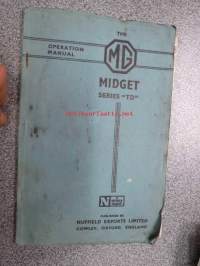 THE
OPERATION
MANUAL
MG
MIDGET
SERIES "TD"
N
PUBLISHED BY
NUFFIELD EXPORTS LIMITED
COWLEY, OXFORD, ENGLAND